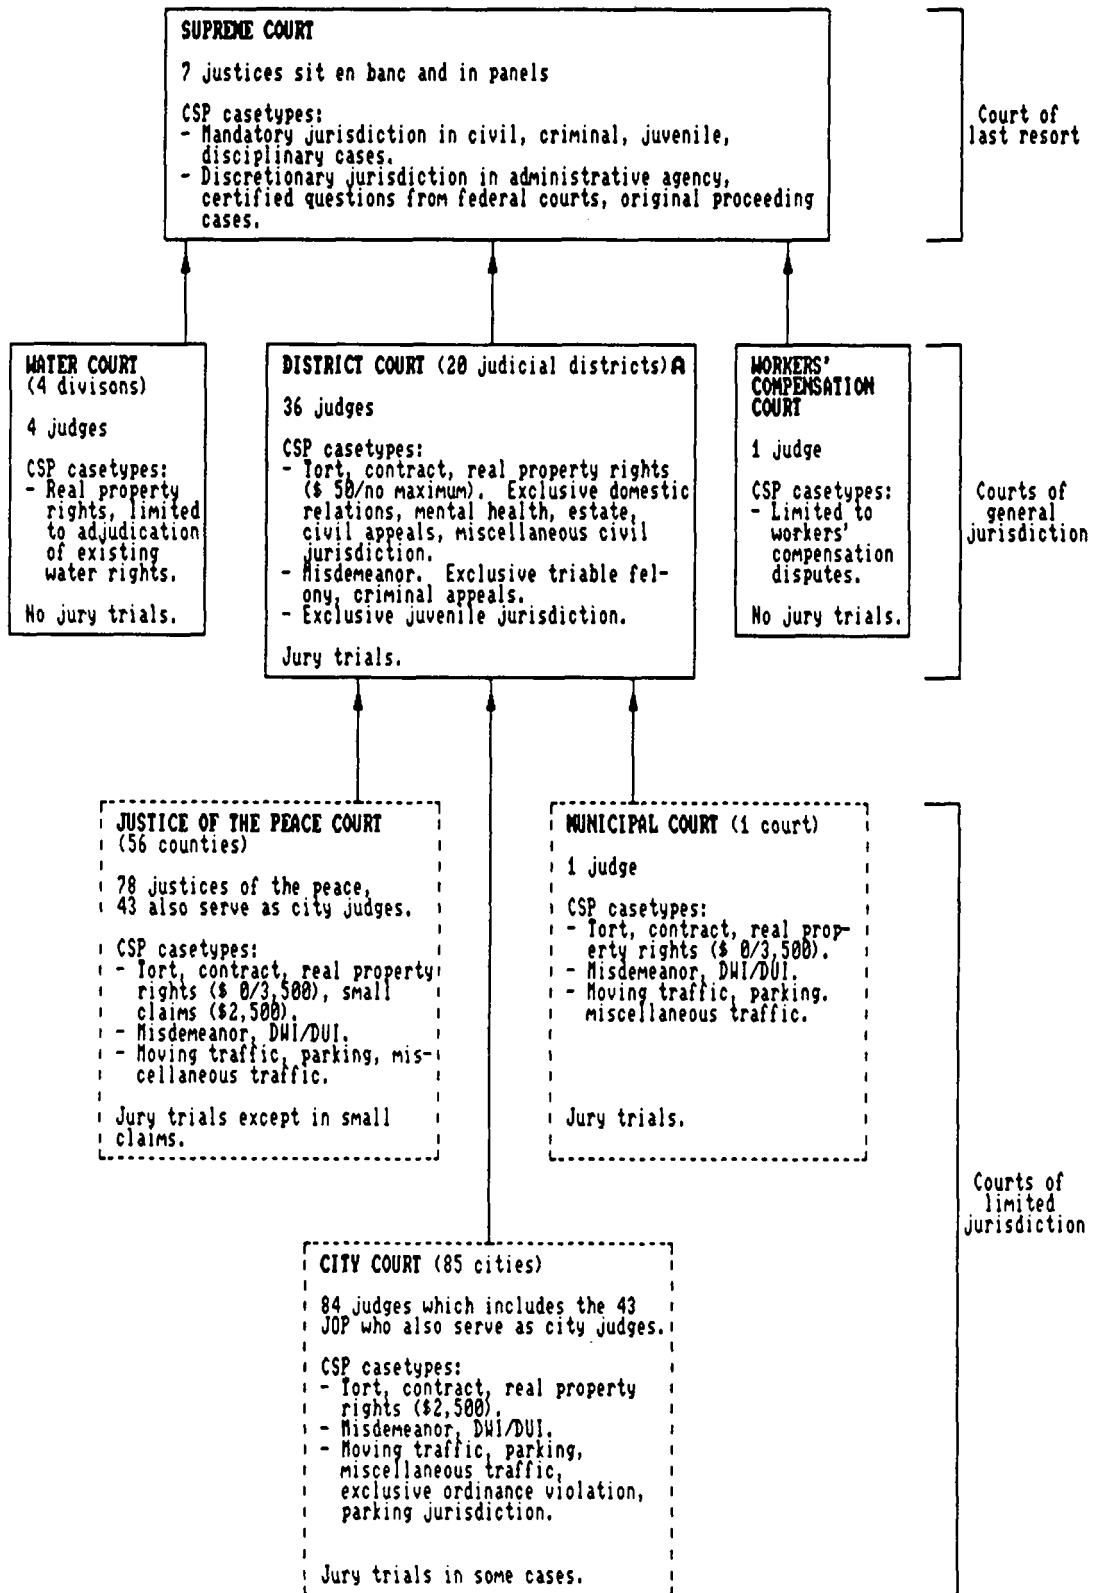 SUPREME COURT
7 justices sit en banc and in panels
CSP casetypes:
- Mandatory jurisdiction in civil, criminal, juvenile,
disciplinary cases.
- Discretionary jurisdiction in administrative agency,
certified questions from federal courts, original proceeding
cases.
Court of
last resort
WATER COURT
(4 divisons)
4 judges
CSP casetypes:
- Real property
rights, limited
to adjudication
of existing
water rights.
No jury trials.
DISTRICT COURT (20 judicial districts) A
36 judges
CSP casetypes:
- Tort, contract, real property rights
($ 50/no maximum). Exclusive domestic
relations, mental health, estate,
civil appeals, miscellaneous civil
jurisdiction.
- Misdemeanor. Exclusive triable fel-
ony, criminal appeals.
- Exclusive juvenile jurisdiction.
Jury trials.
WORKERS'
COMPENSATION
COURT
1 judge
CSP casetypes:
- Limited to
workers'
compensation
disputes.
No jury trials.
Courts of
general
jurisdiction
JUSTICE OF THE PEACE COURT
(56 counties)
78 justices of the peace,
43 also serve as city judges.
CSP casetypes:
- Tort, contract, real property
rights ($ 0/3,500), small
claims ($2,500).
- Misdemeanor, DWI/DUI.
- Moving traffic, parking, mis-
cellaneous traffic.
Jury trials except in small
claims.
MUNICIPAL COURT (1 court)
1 judge
CSP casetypes:
- Tort, contract, real prop-
erty rights ($ 0/3,500).
- Misdemeanor, DWI/DUI.
- Moving traffic, parking.
miscellaneous traffic.
Jury trials.
CITY COURT (85 cities)
84 judges which includes the 43
JOP who also serve as city judges.
CSP casetypes:
- Tort, contract, real property
rights ($2,500).
- Misdemeanor, DWI/DUI.
- Moving traffic, parking,
miscellaneous traffic,
exclusive ordinance violation,
parking jurisdiction.
Jury trials in some cases.
Courts of
limited
jurisdiction